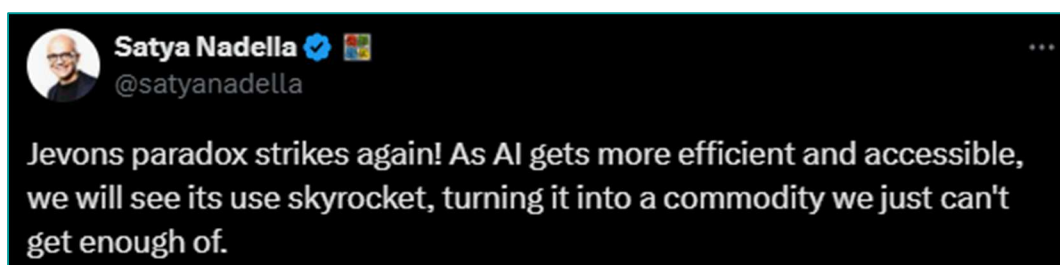 Satya Nadella
@satyanadella
Jevons paradox strikes again! As AI gets more efficient and accessible,
we will see its use skyrocket, turning it into a commodity we just can't
get enough of.